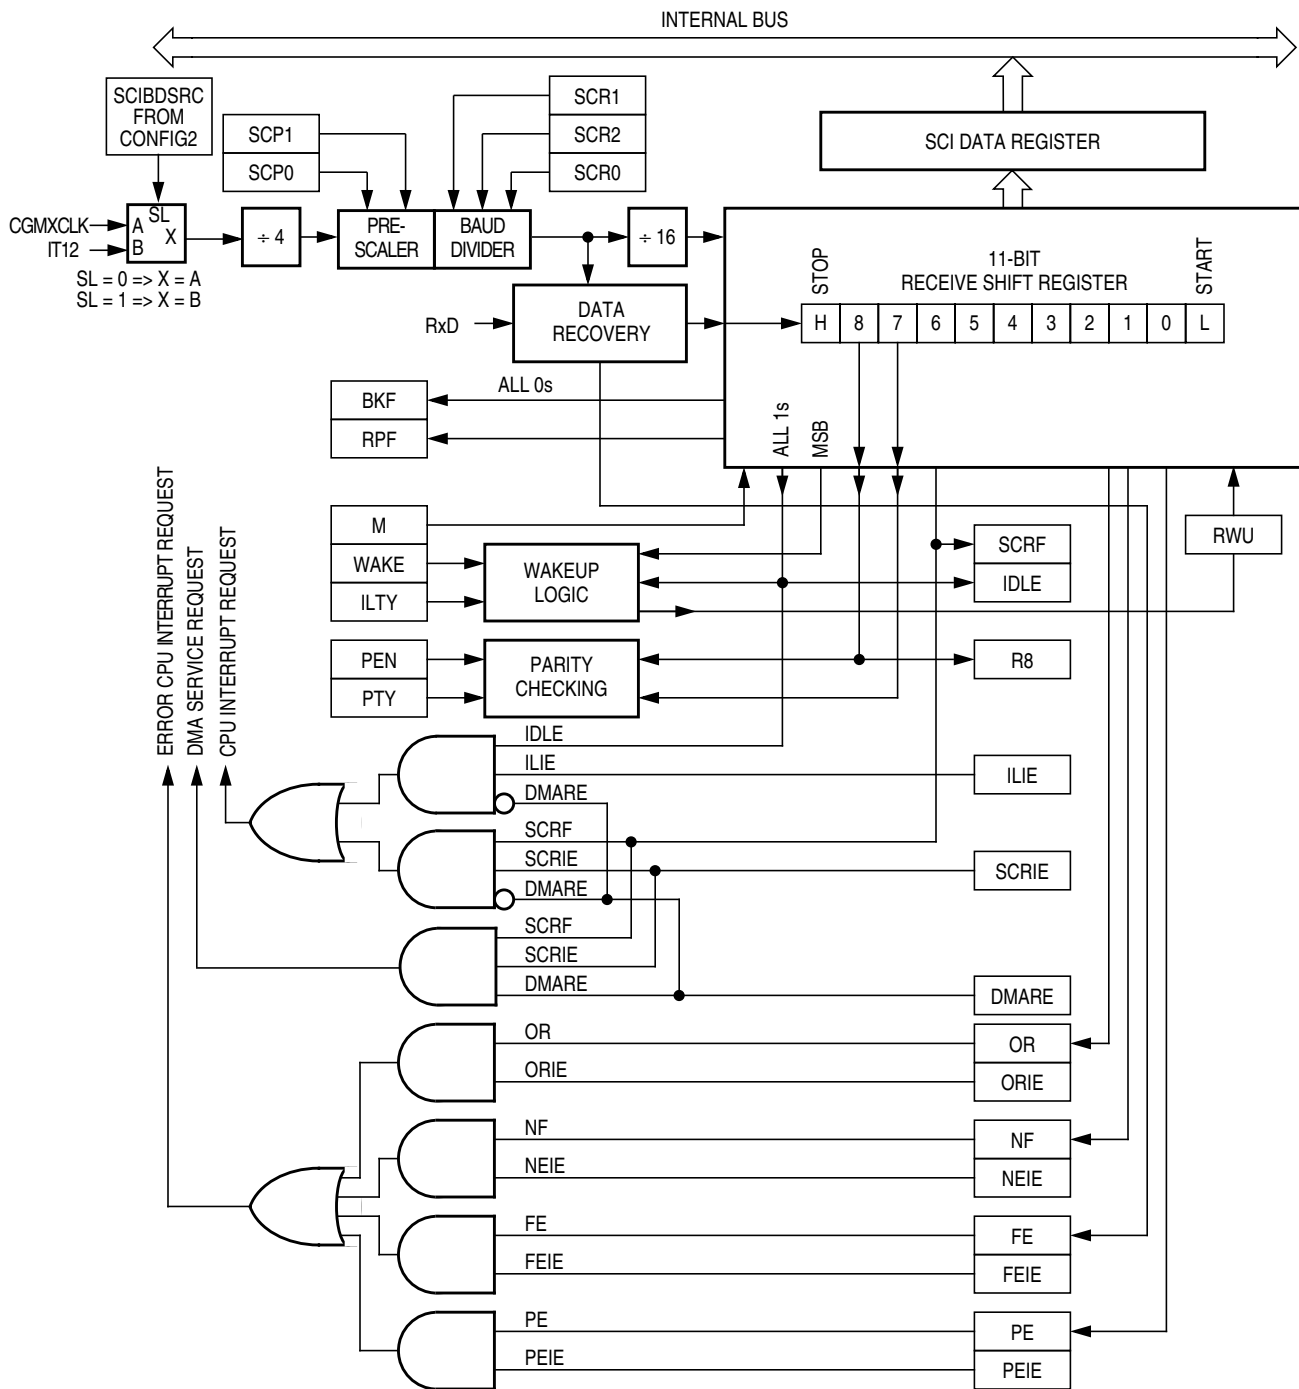 INTERNAL BUS
SCIBDSRC
FROM
CONFIG2
SCP1
SCP0
SCR1
SCR2
SCR0
SCI DATA REGISTER
CGMXCLK
IT12
SL
A
X
B
SL = 0 => X = A
SL = 1 => X = B
÷ 4
PRE-
SCALER
BAUD
DIVIDER
÷ 16
11-BIT
RECEIVE SHIFT REGISTER
STOP
START
H 8 7 6 5 4 3 2 1 0 L
RxD
DATA
RECOVERY
ALL 0s
BKF
RPF
ALL 1s
MSB
M
WAKE
ILTY
WAKEUP
LOGIC
SCRF
IDLE
RWU
PEN
PTY
PARITY
CHECKING
R8
ERROR CPU INTERRUPT REQUEST
DMA SERVICE REQUEST
CPU INTERRUPT REQUEST
IDLE
ILIE
ILIE
DMARE
SCRF
SCRIE
SCRIE
DMARE
SCRF
SCRIE
DMARE
DMARE
OR
OR
ORIE
ORIE
NF
NF
NEIE
NEIE
FE
FE
FEIE
FEIE
PE
PE
PEIE
PEIE